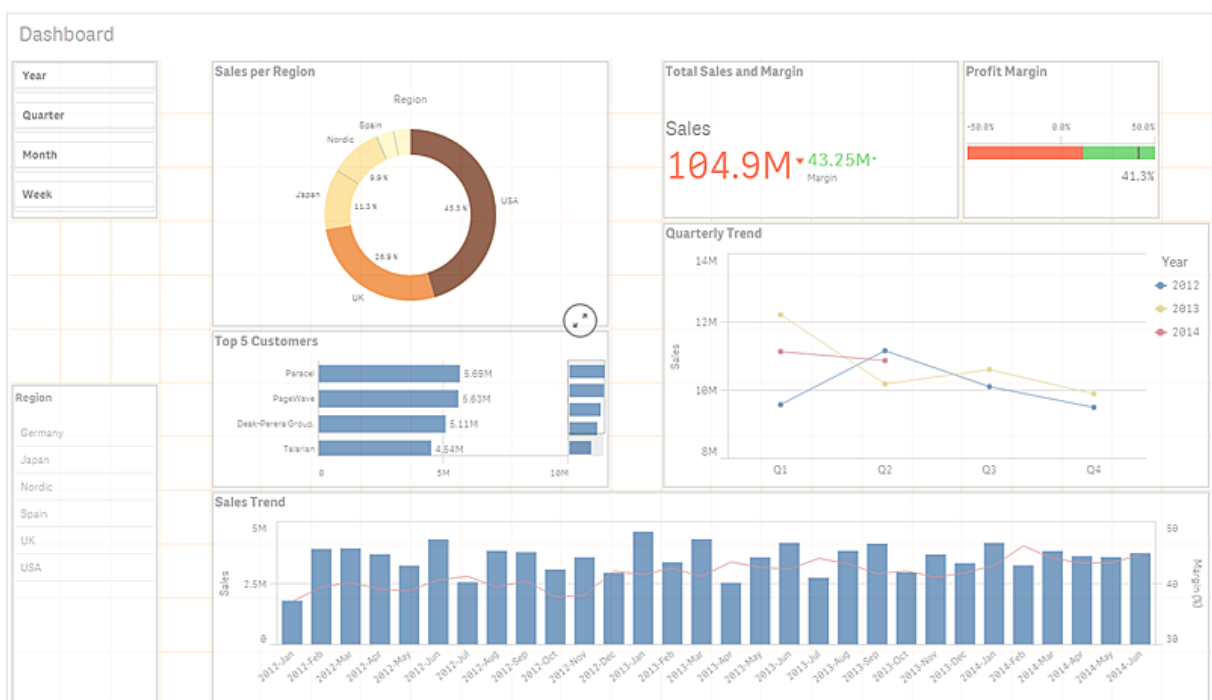 Dashboard
Year
Quarter
Month
Week
Region
Germany
Japan
Nordic
Spain
UK
USA
Sales per Region
Region
Spain
Nordic
Japan
UK
USA
9.9%
11.3%
26.9%
45.5%
Top 5 Customers
Paracel 5.69M
PageWave 5.63M
Deak-Perera Group. 5.11M
Talarian 4.54M
0 5M 10M
Total Sales and Margin
Sales
104.9M 43.25M
Margin
Profit Margin
-50.0% 0.0% 50.0%
41.3%
Quarterly Trend
Sales
14M
12M
10M
8M
Q1 Q2 Q3 Q4
Year
2012
2013
2014
Sales Trend
Sales
5M
2.5M
0
50
40
30
Margin (%)
2012-Jan
2012-Feb
2012-Mar
2012-Apr
2012-May
2012-Jun
2012-Jul
2012-Aug
2012-Sep
2012-Oct
2012-Nov
2012-Dec
2013-Jan
2013-Feb
2013-Mar
2013-Apr
2013-May
2013-Jun
2013-Jul
2013-Aug
2013-Sep
2013-Oct
2013-Nov
2013-Dec
2014-Jan
2014-Feb
2014-Mar
2014-Apr
2014-May
2014-Jun